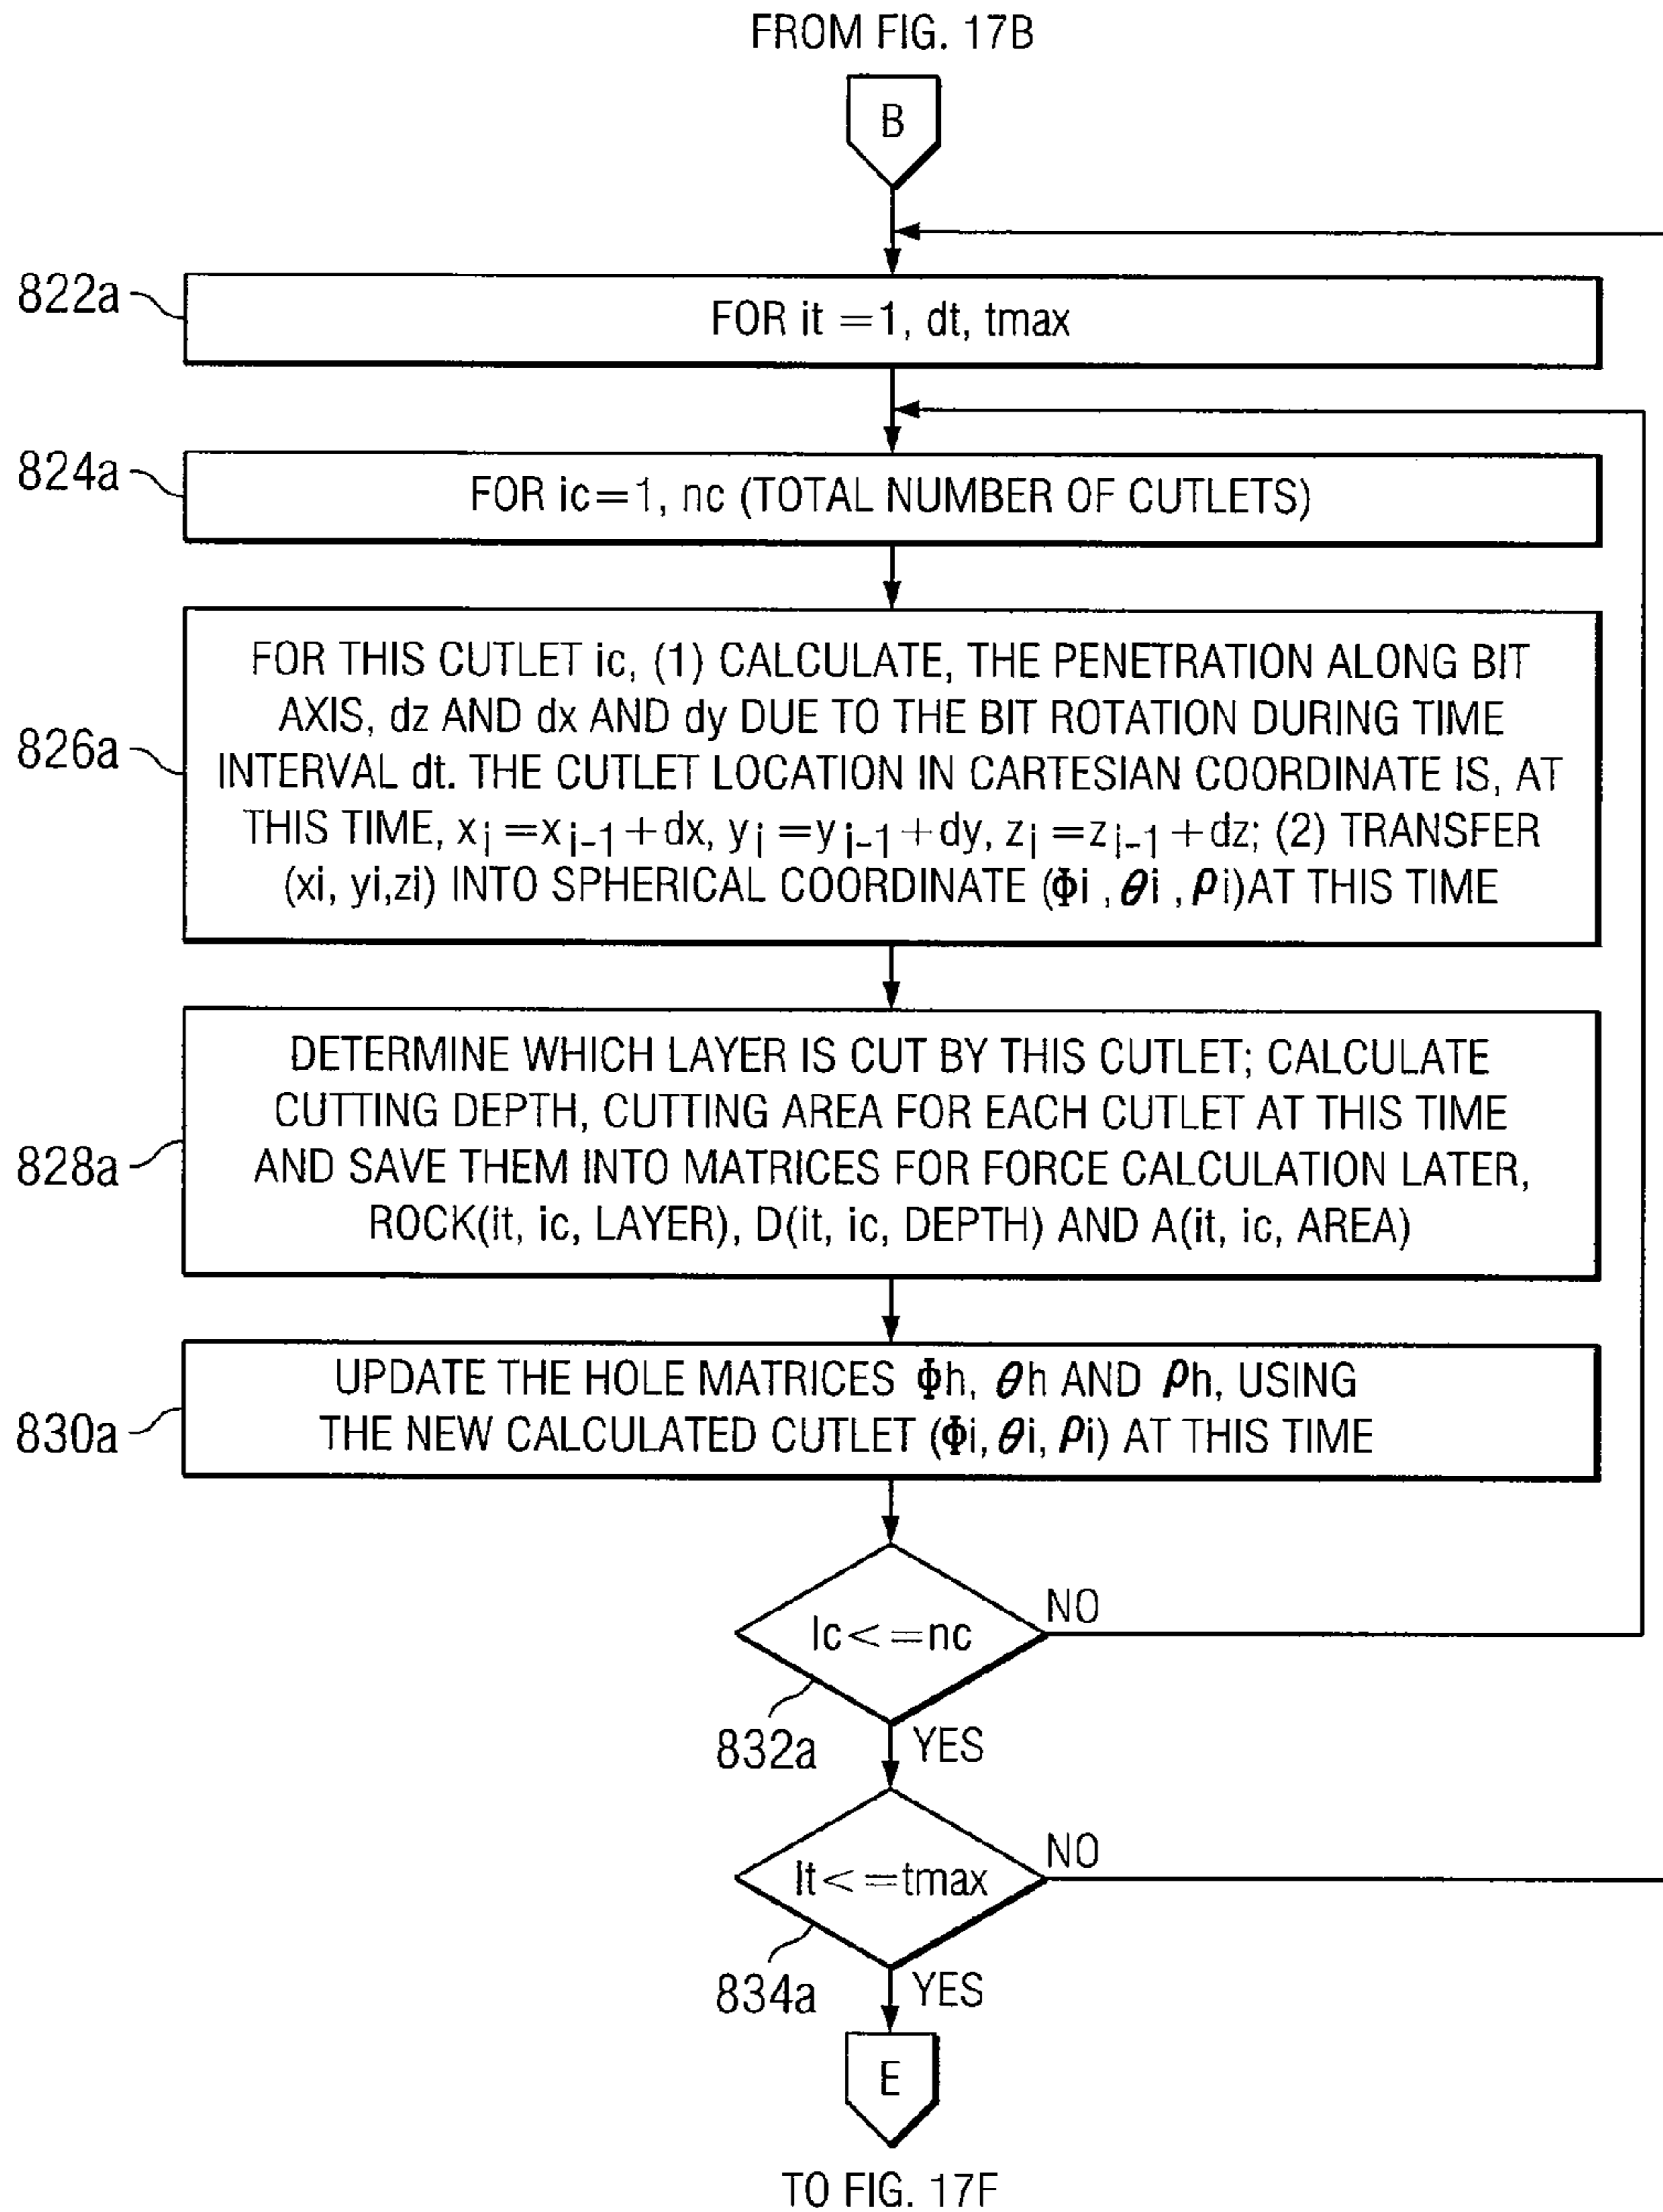 FROM FIG. 17B
B
822a
FOR it =1, dt, tmax
824a
FOR ic=1, nc (TOTAL NUMBER OF CUTLETS)
826a
FOR THIS CUTLET ic, (1) CALCULATE, THE PENETRATION ALONG BIT
AXIS, dz AND dx AND dy DUE TO THE BIT ROTATION DURING TIME
INTERVAL dt. THE CUTLET LOCATION IN CARTESIAN COORDINATE IS, AT
THIS TIME, x_i =x_{i-1}+dx, y_i =y_{i-1}+dy, z_i =z_{i-1}+dz; (2) TRANSFER
(xi, yi,zi) INTO SPHERICAL COORDINATE (Φi , θi , ρi)AT THIS TIME
828a
DETERMINE WHICH LAYER IS CUT BY THIS CUTLET; CALCULATE
CUTTING DEPTH, CUTTING AREA FOR EACH CUTLET AT THIS TIME
AND SAVE THEM INTO MATRICES FOR FORCE CALCULATION LATER,
ROCK(it, ic, LAYER), D(it, ic, DEPTH) AND A(it, ic, AREA)
830a
UPDATE THE HOLE MATRICES Φh, θh AND ρh, USING
THE NEW CALCULATED CUTLET (Φi, θi, ρi) AT THIS TIME
Ic<=nc
NO
832a
YES
It<=tmax
NO
834a
YES
E
TO FIG. 17F